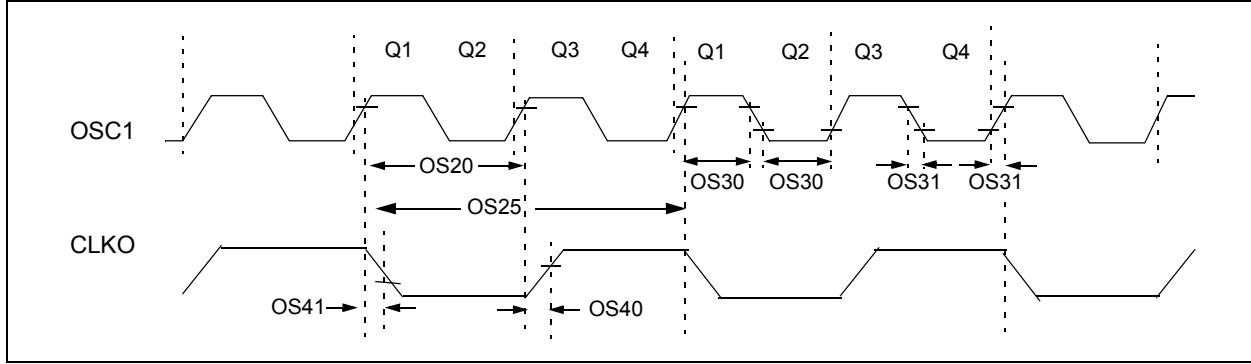 Q1 Q2 Q3 Q4 Q1 Q2 Q3 Q4
OSC1
OS20 OS30 OS30 OS31 OS31
OS25
CLKO
OS41 OS40